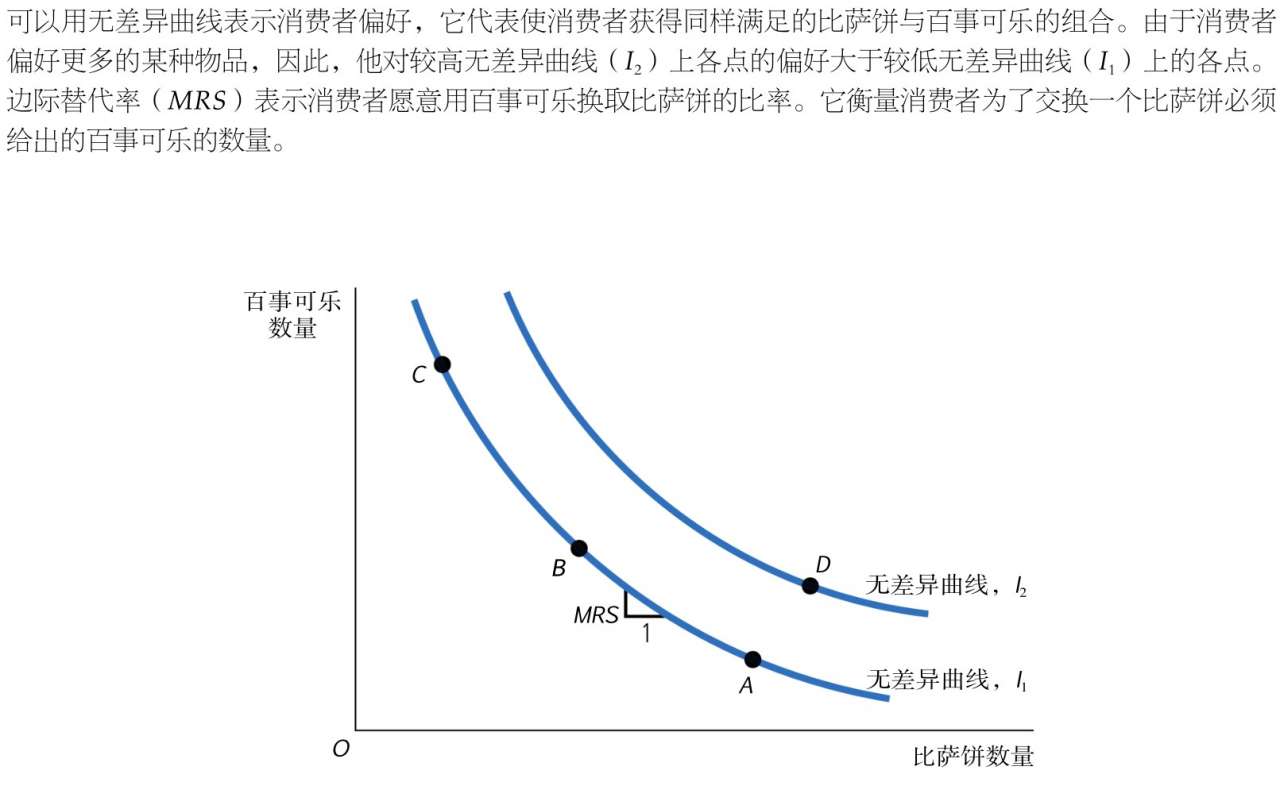 可以用无差异曲线表示消费者偏好，它代表使消费者获得同样满足的比萨饼与百事可乐的组合。由于消费者
偏好更多的某种物品，因此，他对较高无差异曲线（I₂）上各点的偏好大于较低无差异曲线（I₁）上的各点。
边际替代率（MRS）表示消费者愿意用百事可乐换取比萨饼的比率。它衡量消费者为了交换一个比萨饼必须
给出的百事可乐的数量。
百事可乐
数量
C
B
D
无差异曲线，I₂
MRS
1
A
无差异曲线，I₁
O
比萨饼数量